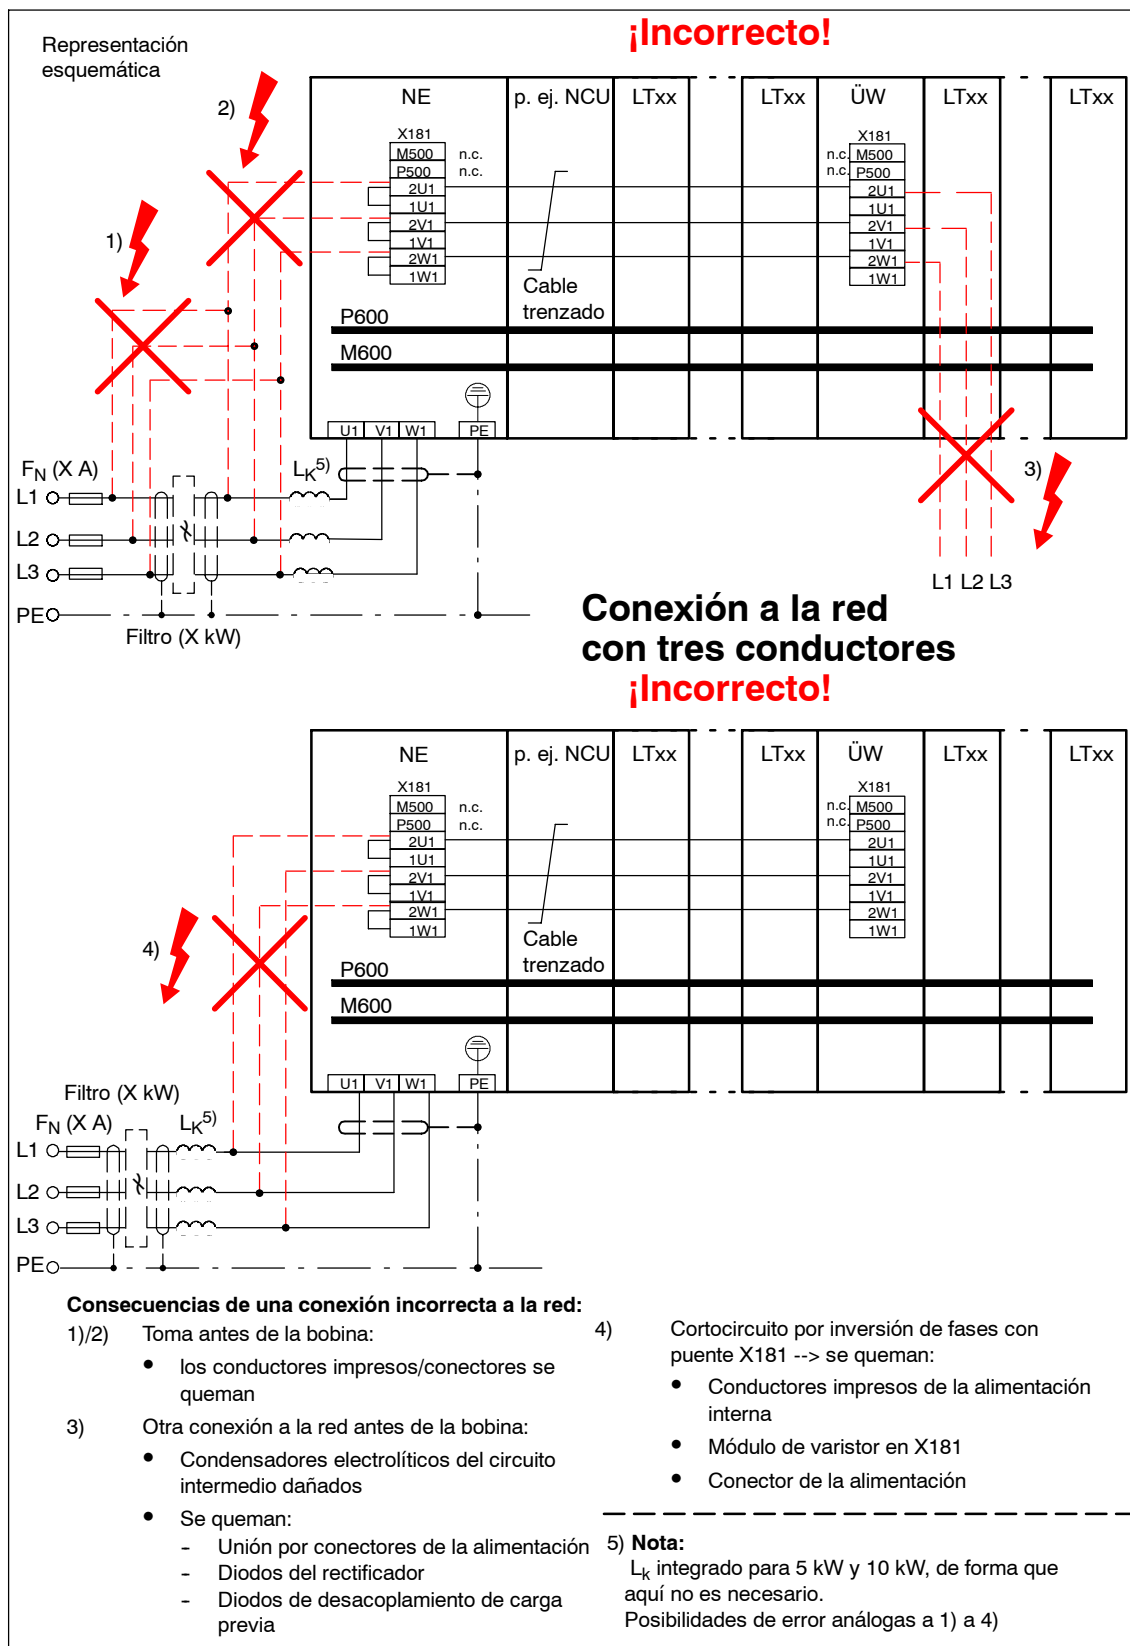 Representación
esquemática
¡Incorrecto!
2)
1)
NE
p. ej. NCU
LTxx
LTxx
ÜW
LTxx
LTxx
X181
M500
n.c.
P500
n.c.
2U1
1U1
2V1
1V1
2W1
1W1
X181
n.c. M500
n.c. P500
2U1
1U1
2V1
1V1
2W1
1W1
Cable
trenzado
P600
M600
U1
V1
W1
PE
FN (X A)
LK5)
L1
L2
L3
PE
Filtro (X kW)
3)
L1 L2 L3
Conexión a la red
con tres conductores
¡Incorrecto!
NE
p. ej. NCU
LTxx
LTxx
ÜW
LTxx
LTxx
X181
M500
n.c.
P500
n.c.
2U1
1U1
2V1
1V1
2W1
1W1
X181
n.c. M500
n.c. P500
2U1
1U1
2V1
1V1
2W1
1W1
4)
Cable
trenzado
P600
M600
U1
V1
W1
PE
Filtro (X kW)
FN (X A)
LK5)
L1
L2
L3
PE
Consecuencias de una conexión incorrecta a la red:
1)/2) Toma antes de la bobina:
• los conductores impresos/conectores se
queman
3) Otra conexión a la red antes de la bobina:
• Condensadores electrolíticos del circuito
intermedio dañados
• Se queman:
- Unión por conectores de la alimentación
- Diodos del rectificador
- Diodos de desacoplamiento de carga
previa
4) Cortocircuito por inversión de fases con
puente X181 --> se queman:
• Conductores impresos de la alimentación
interna
• Módulo de varistor en X181
• Conector de la alimentación
5) Nota:
Lk integrado para 5 kW y 10 kW, de forma que
aquí no es necesario.
Posibilidades de error análogas a 1) a 4)